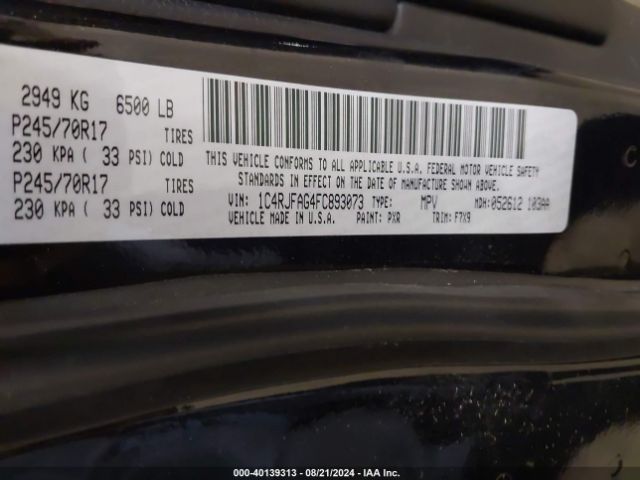 2949 KG 6500 LB
P245/70R17 TIRES
230 KPA ( 33 PSI) COLD
P245/70R17 TIRES
230 KPA ( 33 PSI) COLD
THIS VEHICLE CONFORMS TO ALL APPLICABLE U.S.A. FEDERAL MOTOR VEHICLE SAFETY
STANDARDS IN EFFECT ON THE DATE OF MANUFACTURE SHOWN ABOVE.
VIN: 1C4RJFAG4FC893073 TYPE: MPV MDH: 052612 103AA
VEHICLE MADE IN U.S.A. PAINT: PXR TRIM: F7X9
000-40139313 - 08/21/2024 - IAA Inc.